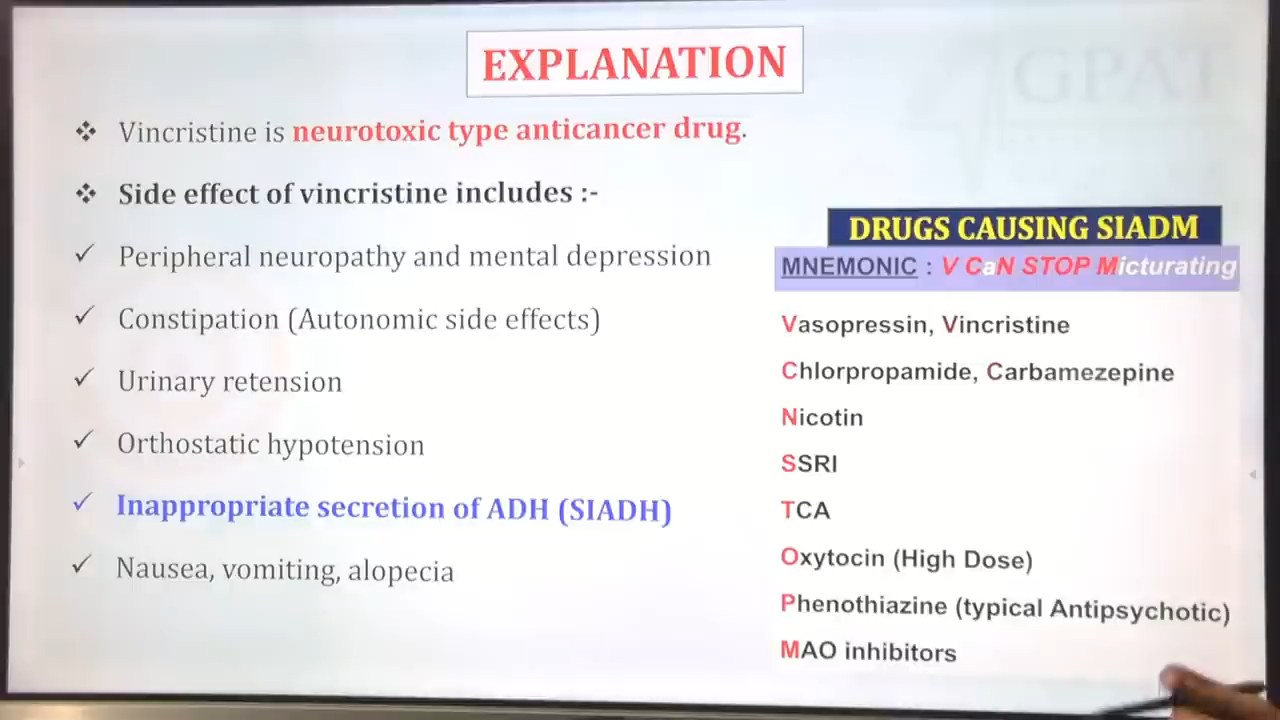 EXPLANATION
GPAT
❖ Vincristine is neurotoxic type anticancer drug.
❖ Side effect of vincristine includes :-
✓ Peripheral neuropathy and mental depression
✓ Constipation (Autonomic side effects)
✓ Urinary retension
✓ Orthostatic hypotension
✓ Inappropriate secretion of ADH (SIADH)
✓ Nausea, vomiting, alopecia
DRUGS CAUSING SIADM
MNEMONIC : V CaN STOP Micturating
Vasopressin, Vincristine
Chlorpropamide, Carbamezepine
Nicotin
SSRI
TCA
Oxytocin (High Dose)
Phenothiazine (typical Antipsychotic)
MAO inhibitors